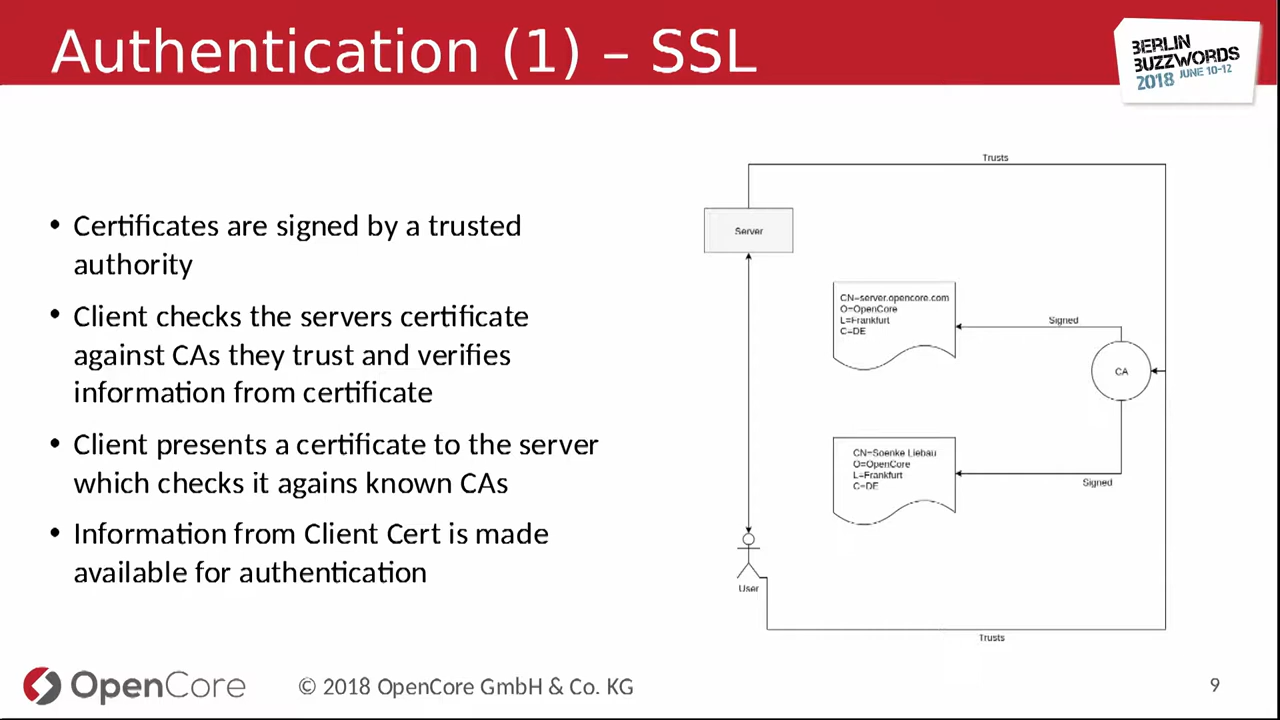 Authentication (1) – SSL
BERLIN
BUZZWORDS
2018 JUNE 10-12
• Certificates are signed by a trusted
authority
• Client checks the servers certificate
against CAs they trust and verifies
information from certificate
• Client presents a certificate to the server
which checks it agains known CAs
• Information from Client Cert is made
available for authentication
Trusts
Server
CN=server.opencore.com
O=OpenCore
L=Frankfurt
C=DE
Signed
CA
CN=Soenke Liebau
O=OpenCore
L=Frankfurt
C=DE
Signed
User
Trusts
OpenCore
© 2018 OpenCore GmbH & Co. KG
9